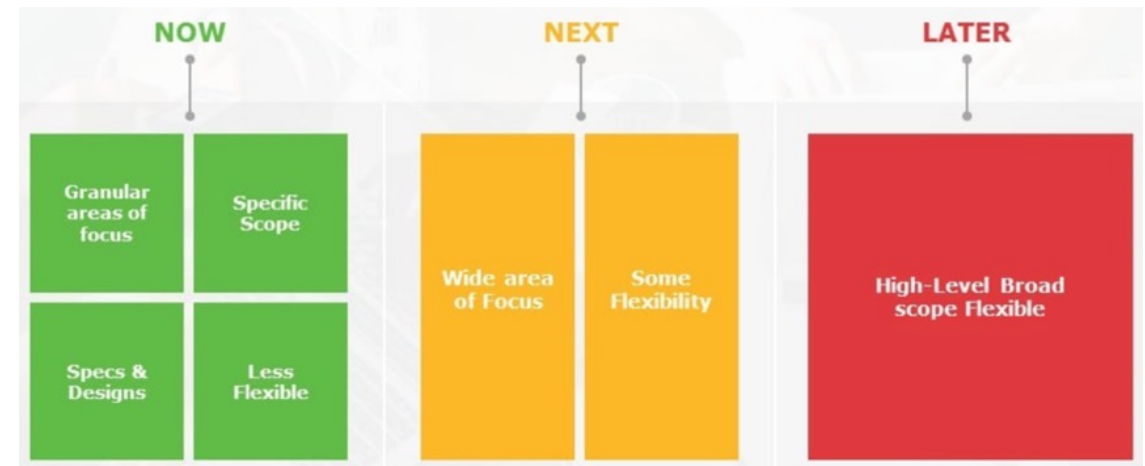 NOW
NEXT
LATER
Granular
areas of
focus
Specific
Scope
Specs &
Designs
Less
Flexible
Wide area
of Focus
Some
Flexibility
High-Level Broad
scope Flexible